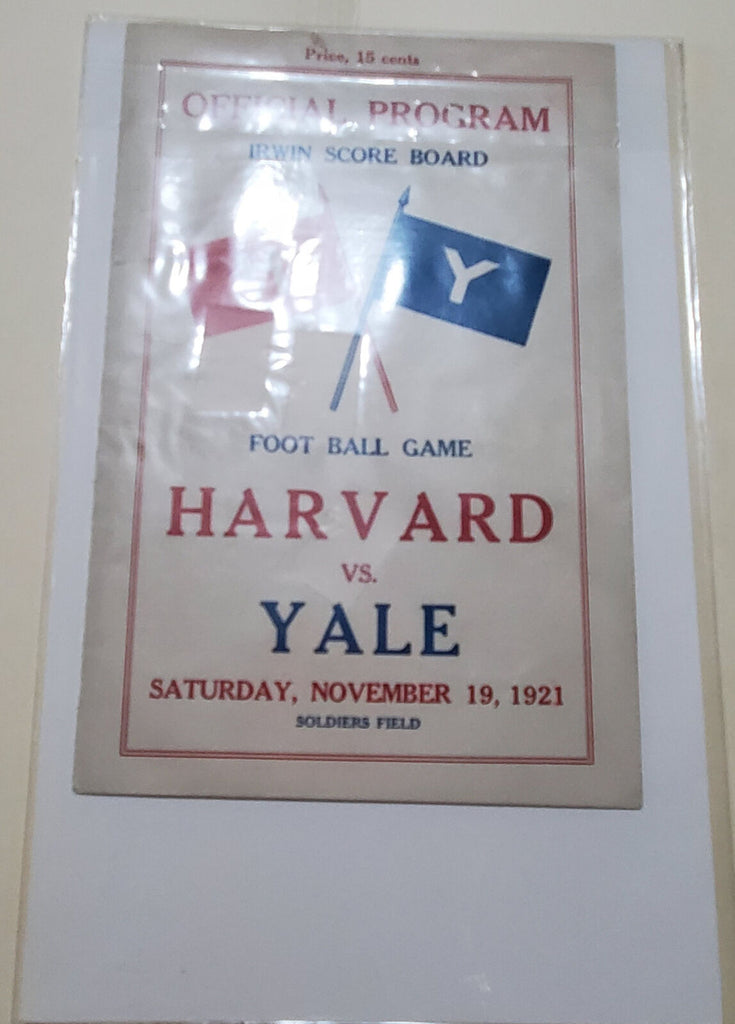 Price, 15 cents
OFFICIAL PROGRAM
IRWIN SCORE BOARD
Y
FOOT BALL GAME
HARVARD
VS.
YALE
SATURDAY, NOVEMBER 19, 1921
SOLDIERS FIELD